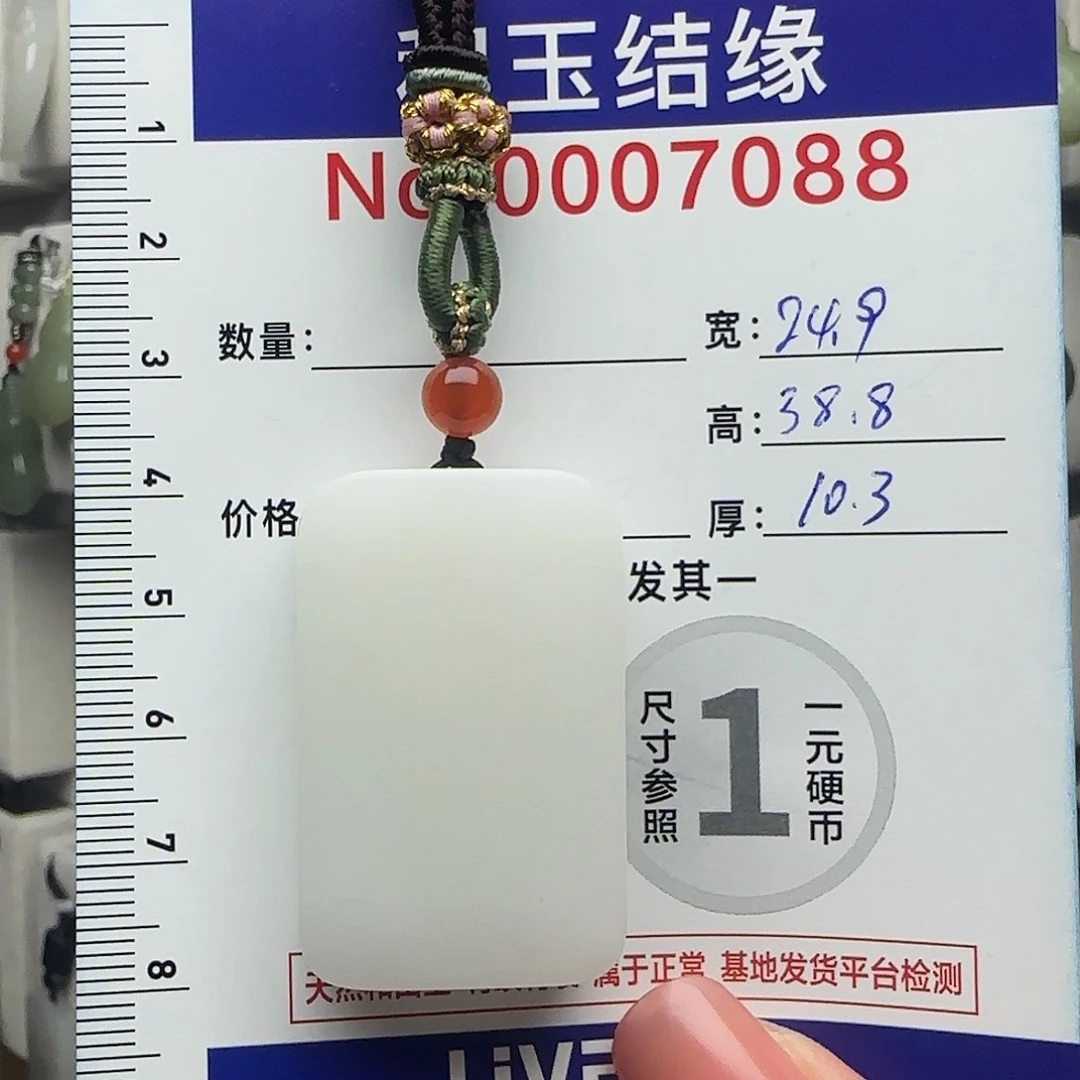 玉结缘
No 0007088
数量：
宽：24.9
高：38.8
价格
厚：10.3
发其一
尺寸参照
1
一元硬币
属于正常 基地发货平台检测
LiVE
1
2
3
4
5
6
7
8